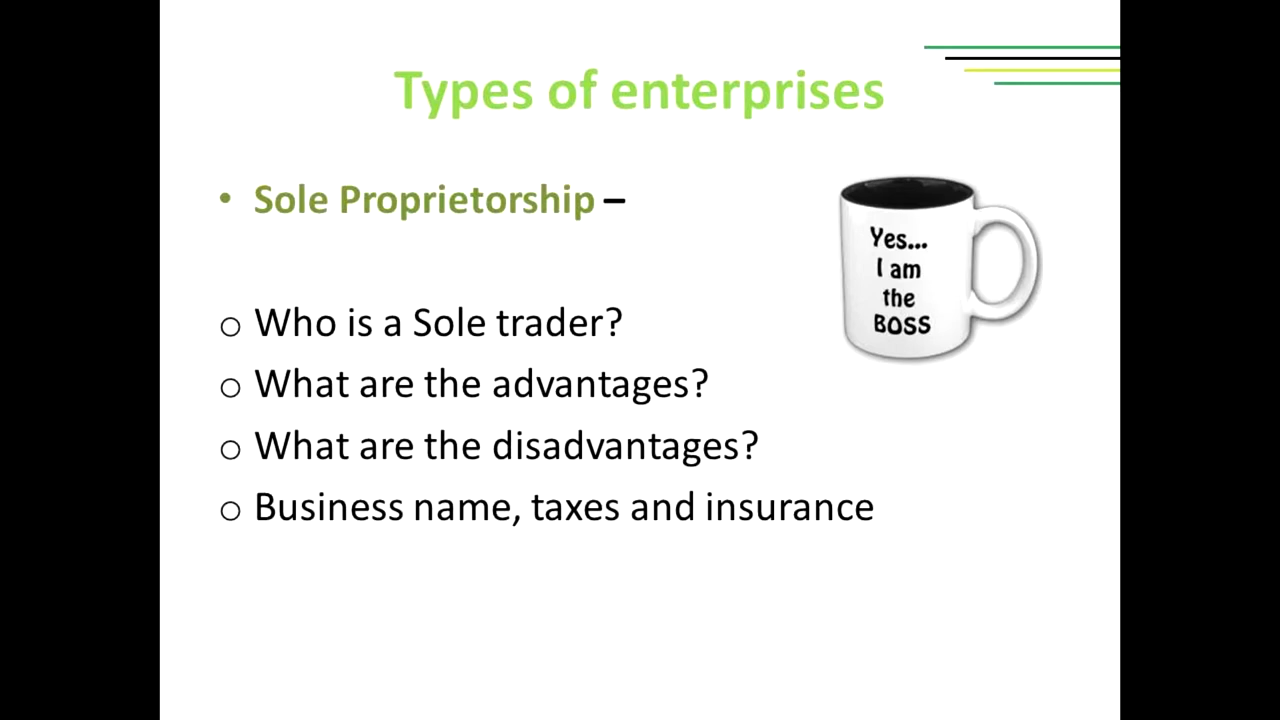 Types of enterprises
• Sole Proprietorship –
Yes...
I am
the
BOSS
o Who is a Sole trader?
o What are the advantages?
o What are the disadvantages?
o Business name, taxes and insurance